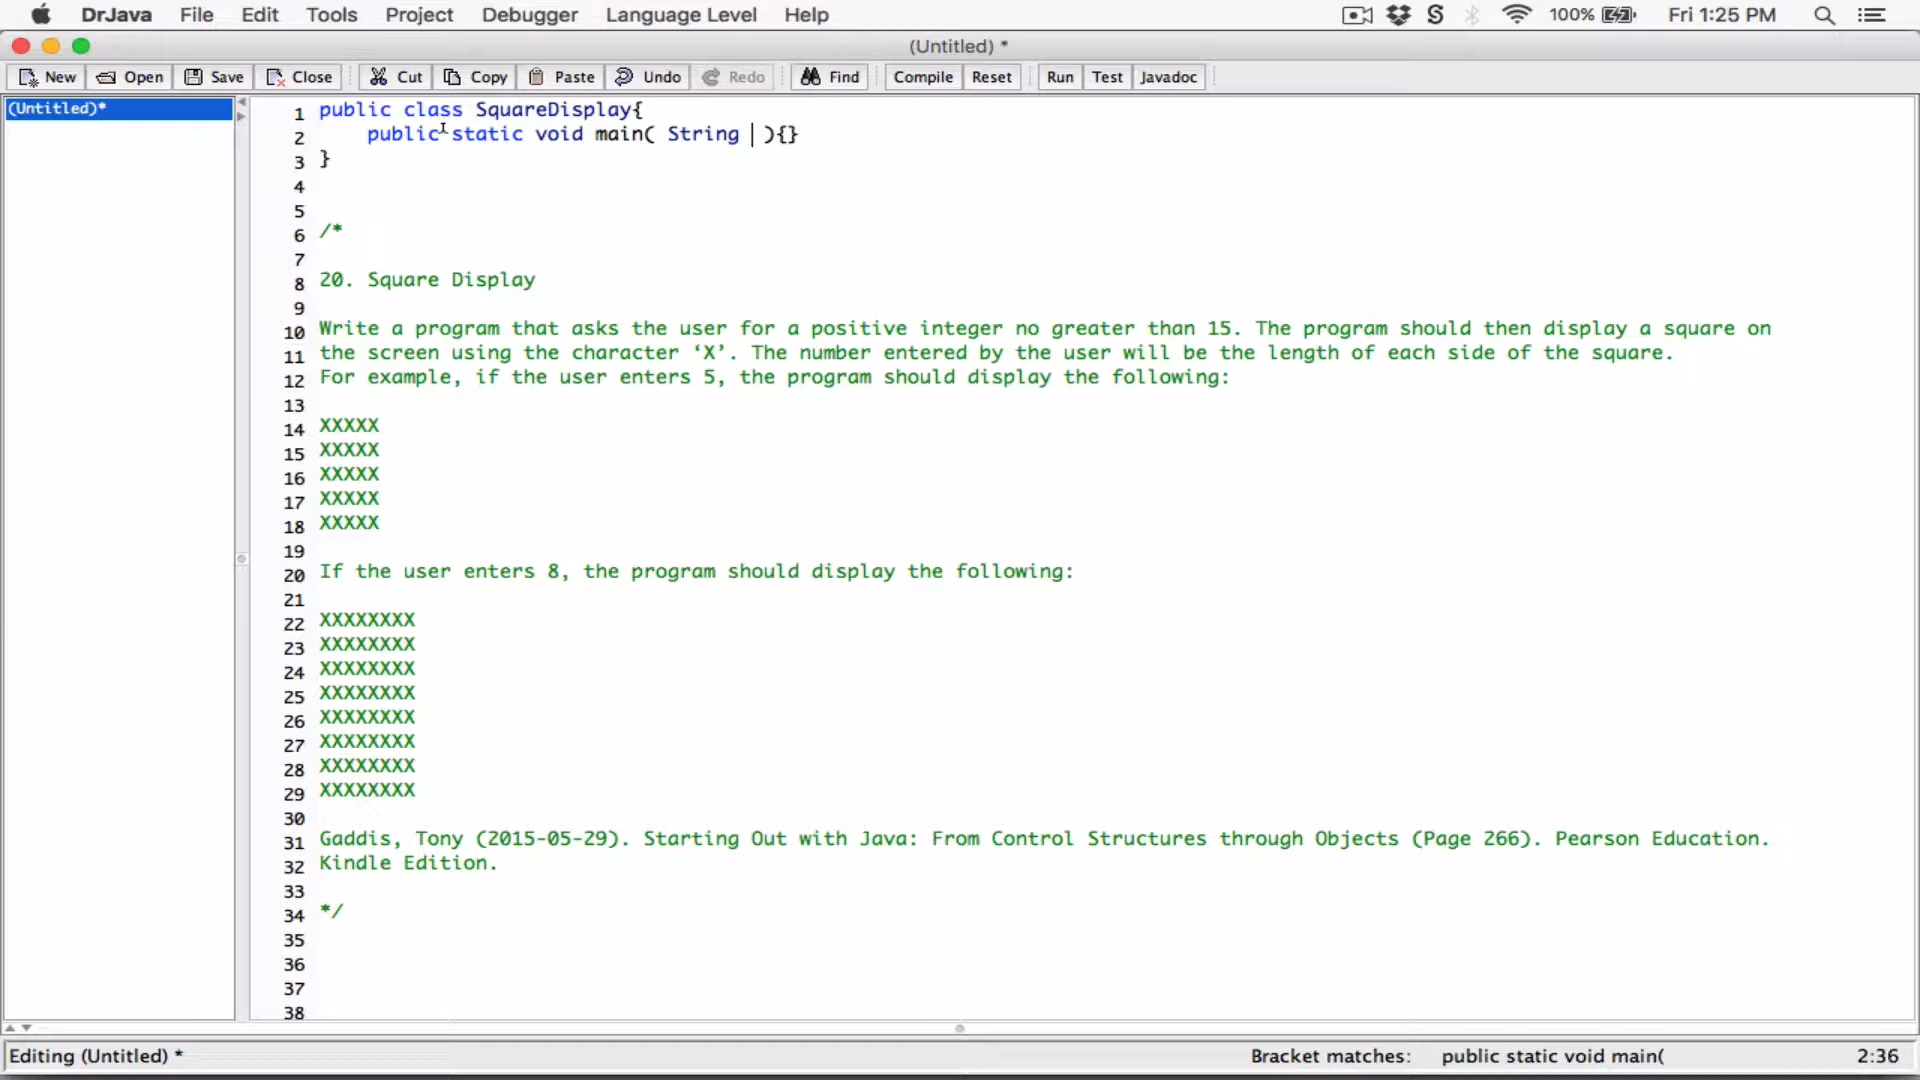 DrJava File Edit Tools Project Debugger Language Level Help 100% Fri 1:25 PM
(Untitled) *
New Open Save Close Cut Copy Paste Undo Redo Find Compile Reset Run Test Javadoc
(Untitled)*
1 public class SquareDisplay{
2 public static void main( String ){}
3 }
4
5
6 /*
7
8 20. Square Display
9
10 Write a program that asks the user for a positive integer no greater than 15. The program should then display a square on
11 the screen using the character ‘X’. The number entered by the user will be the length of each side of the square.
12 For example, if the user enters 5, the program should display the following:
13
14 XXXXX
15 XXXXX
16 XXXXX
17 XXXXX
18 XXXXX
19
20 If the user enters 8, the program should display the following:
21
22 XXXXXXXX
23 XXXXXXXX
24 XXXXXXXX
25 XXXXXXXX
26 XXXXXXXX
27 XXXXXXXX
28 XXXXXXXX
29 XXXXXXXX
30
31 Gaddis, Tony (2015-05-29). Starting Out with Java: From Control Structures through Objects (Page 266). Pearson Education.
32 Kindle Edition.
33
34 */
35
36
37
38
Editing (Untitled) * Bracket matches: public static void main( 2:36